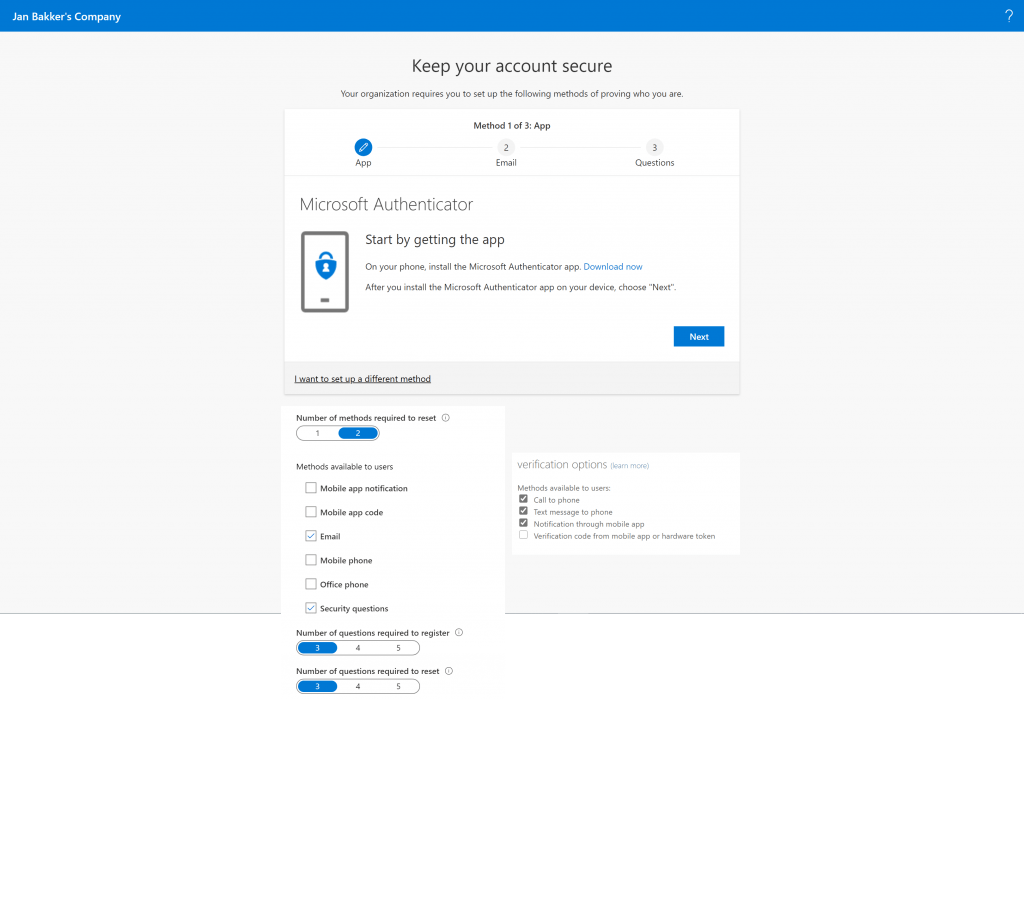 Jan Bakker's Company
?
Keep your account secure
Your organization requires you to set up the following methods of proving who you are.
Method 1 of 3: App
2
3
App
Email
Questions
Microsoft Authenticator
Start by getting the app
On your phone, install the Microsoft Authenticator app. Download now
After you install the Microsoft Authenticator app on your device, choose "Next".
Next
I want to set up a different method
Number of methods required to reset
1 2
Methods available to users
Mobile app notification
Mobile app code
Email
Mobile phone
Office phone
Security questions
Number of questions required to register
3 4 5
Number of questions required to reset
3 4 5
verification options (learn more)
Methods available to users:
Call to phone
Text message to phone
Notification through mobile app
Verification code from mobile app or hardware token